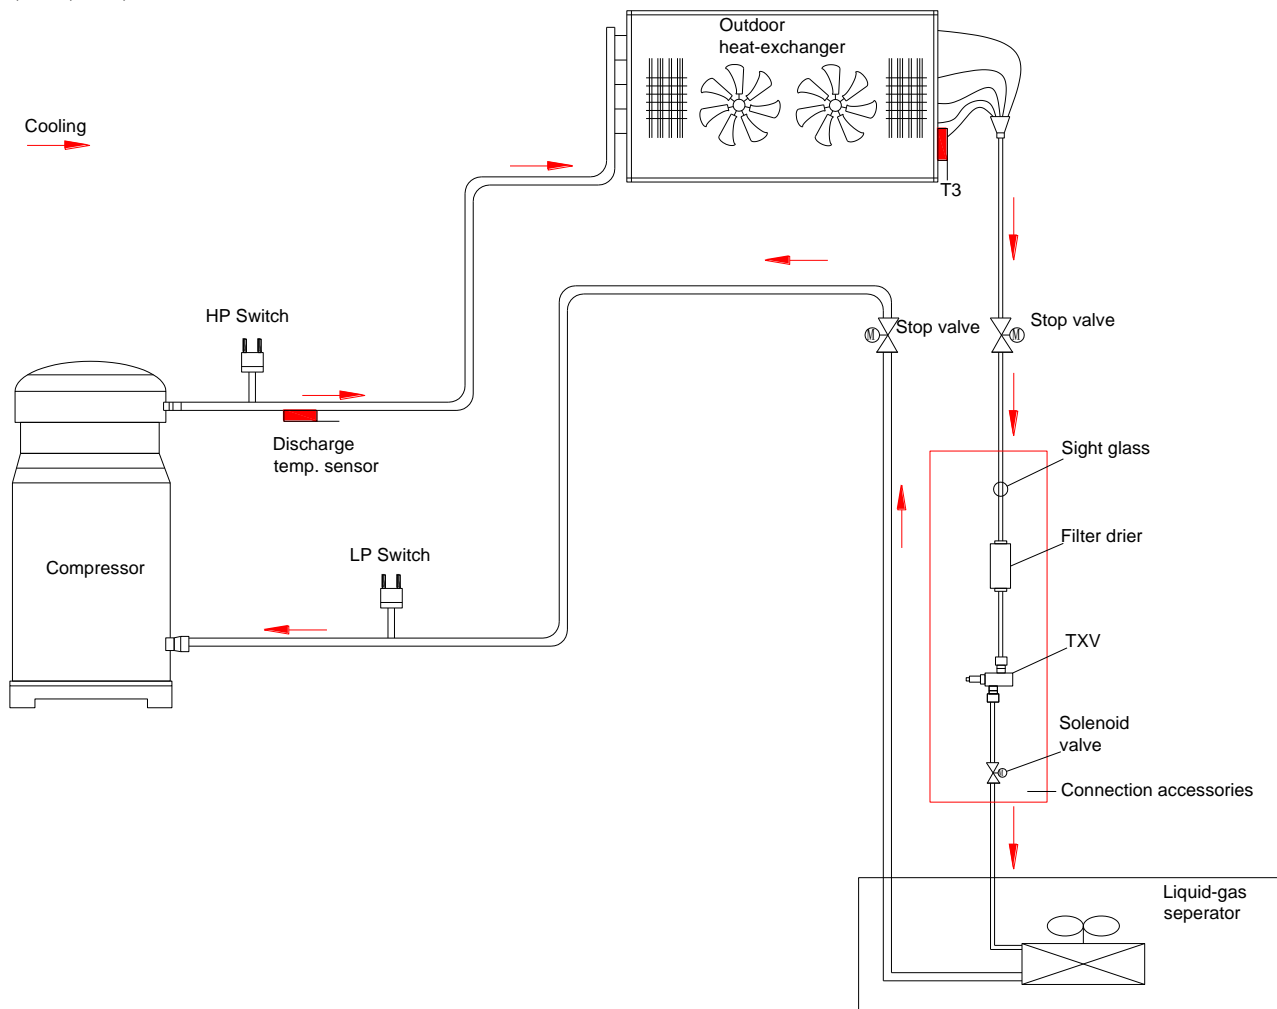 Outdoor
heat-exchanger
Cooling
T3
HP Switch
Stop valve
Stop valve
M
M
Discharge
temp. sensor
Sight glass
Filter drier
LP Switch
Compressor
TXV
Solenoid
valve
Connection accessories
Liquid-gas
seperator